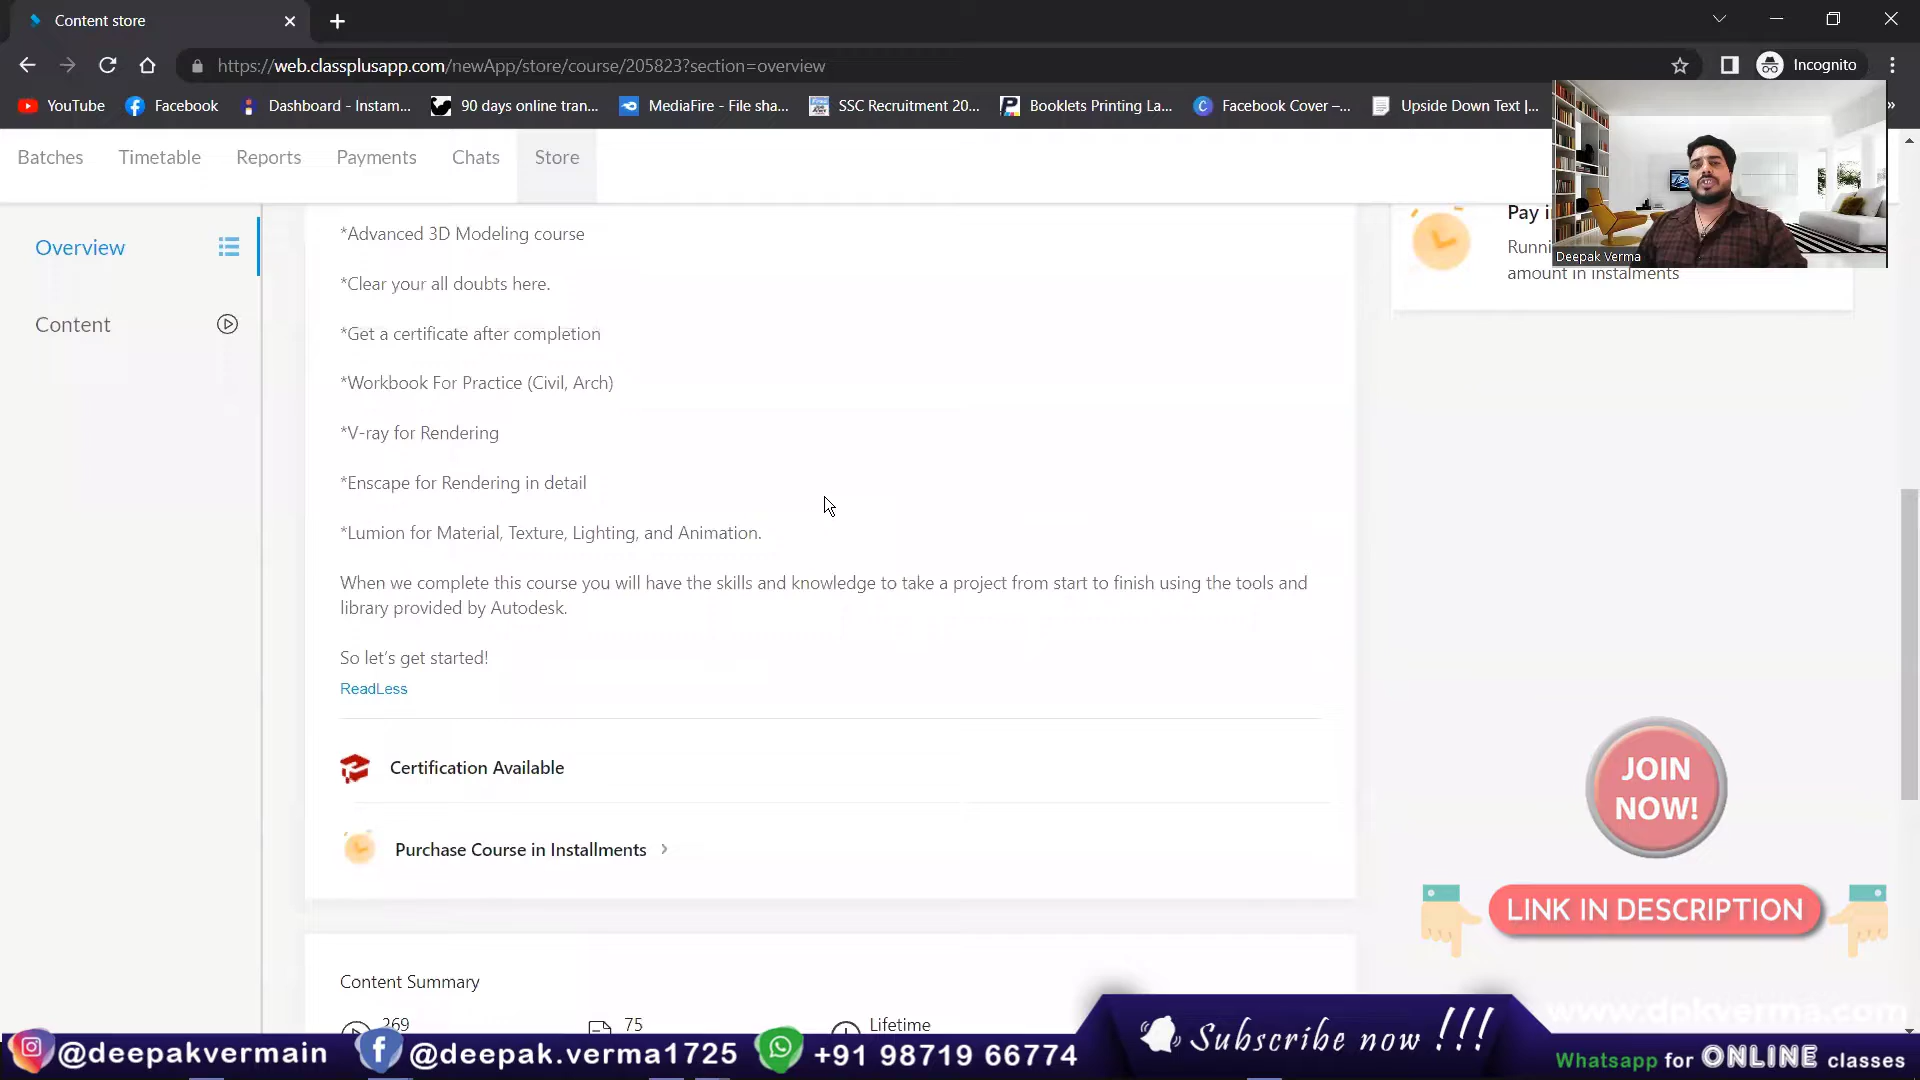 Content store
https://web.classplusapp.com/newApp/store/course/205823?section=overview
Incognito
YouTube
Facebook
Dashboard - Instam...
90 days online tran...
MediaFire - File sha...
SSC Recruitment 20...
Booklets Printing La...
Facebook Cover –...
Upside Down Text |...
Batches
Timetable
Reports
Payments
Chats
Store
Overview
Content
*Advanced 3D Modeling course
*Clear your all doubts here.
*Get a certificate after completion
*Workbook For Practice (Civil, Arch)
*V-ray for Rendering
*Enscape for Rendering in detail
*Lumion for Material, Texture, Lighting, and Animation.
When we complete this course you will have the skills and knowledge to take a project from start to finish using the tools and
library provided by Autodesk.
So let's get started!
ReadLess
Certification Available
Purchase Course in Installments
Content Summary
269
75
Lifetime
Pay
amount in instalments
Deepak Verma
JOIN
NOW!
LINK IN DESCRIPTION
www.dpkverma.com
@deepakvermain
@deepak.verma1725
+91 98719 66774
Subscribe now !!!
Whatsapp for ONLINE classes